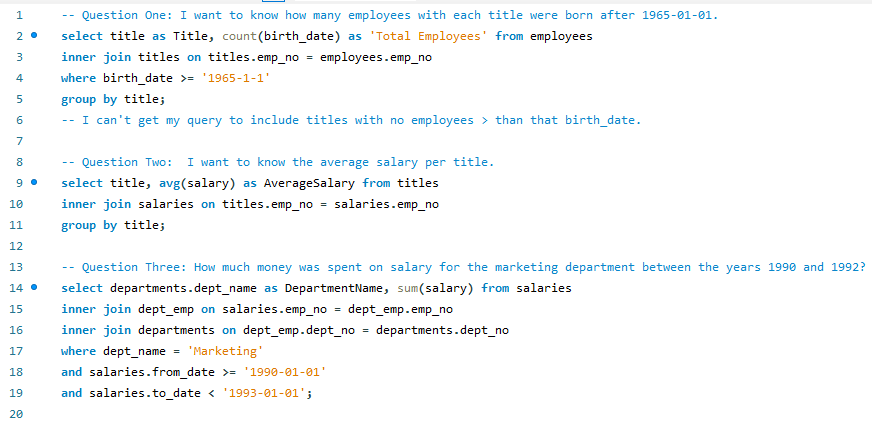 1 -- Question One: I want to know how many employees with each title were born after 1965-01-01.
2 select title as Title, count(birth_date) as 'Total Employees' from employees
3 inner join titles on titles.emp_no = employees.emp_no
4 where birth_date >= '1965-1-1'
5 group by title;
6 -- I can't get my query to include titles with no employees > than that birth_date.
7
8 -- Question Two:  I want to know the average salary per title.
9 select title, avg(salary) as AverageSalary from titles
10 inner join salaries on titles.emp_no = salaries.emp_no
11 group by title;
12
13 -- Question Three: How much money was spent on salary for the marketing department between the years 1990 and 1992?
14 select departments.dept_name as DepartmentName, sum(salary) from salaries
15 inner join dept_emp on salaries.emp_no = dept_emp.emp_no
16 inner join departments on dept_emp.dept_no = departments.dept_no
17 where dept_name = 'Marketing'
18 and salaries.from_date >= '1990-01-01'
19 and salaries.to_date < '1993-01-01';
20